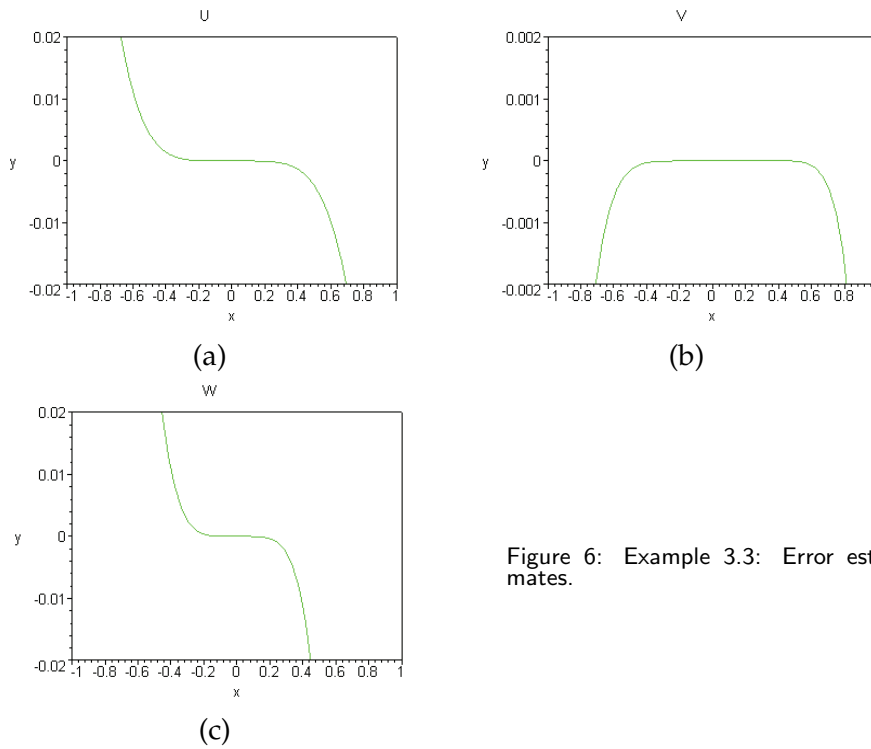 U
0.02
0.01
y
0
-0.01
-0.02
-1 -0.8 -0.6 -0.4 -0.2 0 0.2 0.4 0.6 0.8 1
x
(a)
V
0.002
0.001
y
0
-0.001
-0.002
-1 -0.8 -0.6 -0.4 -0.2 0 0.2 0.4 0.6 0.8
x
(b)
W
0.02
0.01
y
0
-0.01
-0.02
-1 -0.8 -0.6 -0.4 -0.2 0 0.2 0.4 0.6 0.8 1
x
(c)
Figure 6: Example 3.3: Error est
mates.